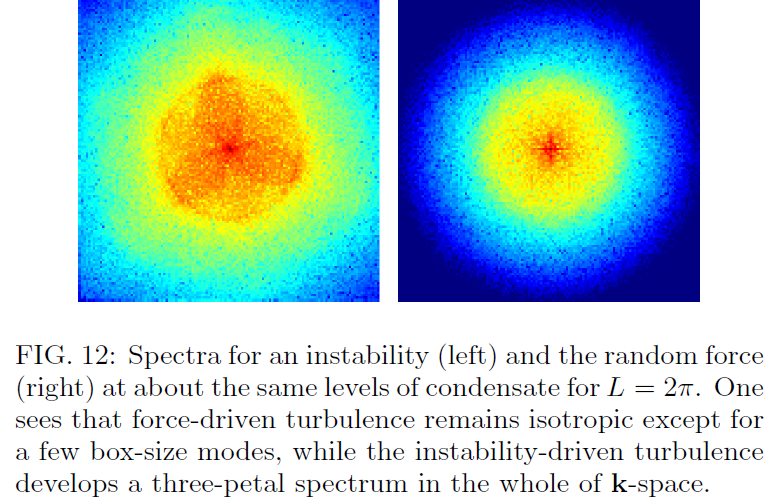 FIG. 12: Spectra for an instability (left) and the random force
(right) at about the same levels of condensate for L = 2π. One
sees that force-driven turbulence remains isotropic except for
a few box-size modes, while the instability-driven turbulence
develops a three-petal spectrum in the whole of k-space.